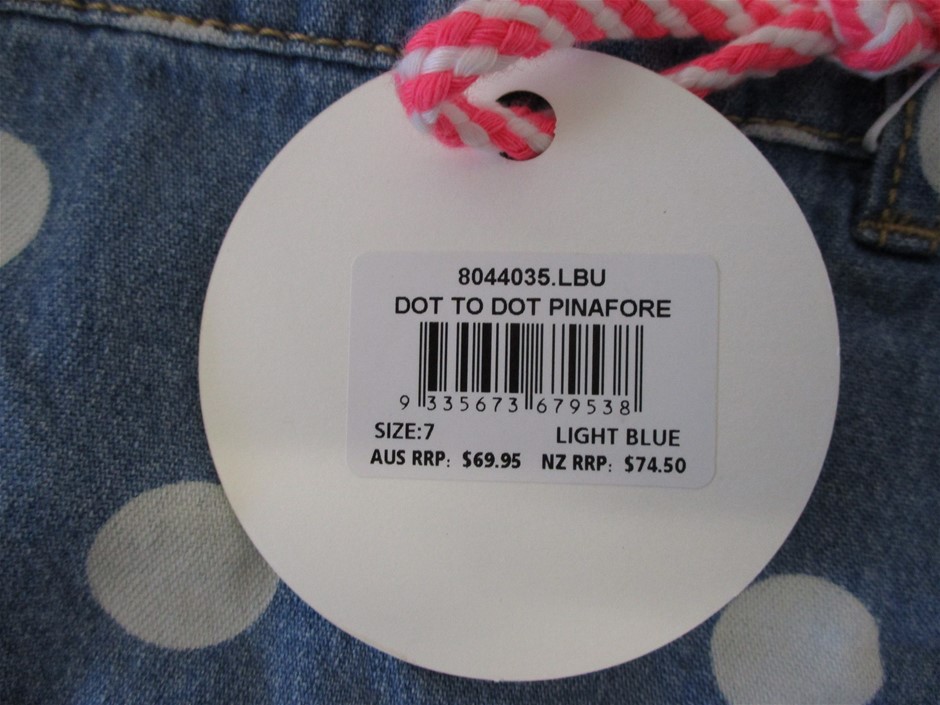 8044035.LBU
DOT TO DOT PINAFORE
9 335673 679538
SIZE:7 LIGHT BLUE
AUS RRP: $69.95 NZ RRP: $74.50